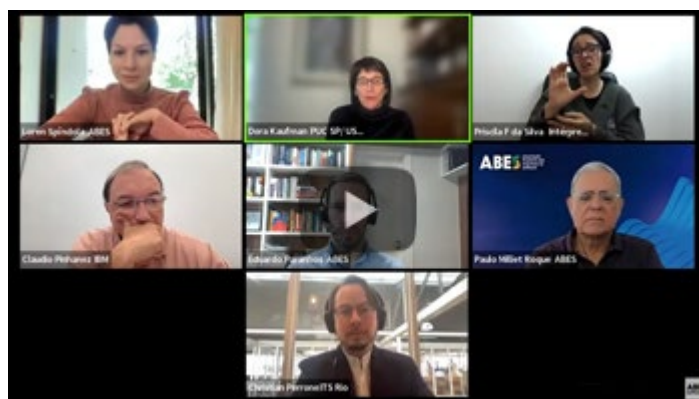 Loren Spindola ABES
Dora Kaufman PUC SP/ US...
Priscila F da Silva Intérpre...
Claudio Pinhanez IBM
Eduardo Paranhos ABES
ABES
Paulo Milliet Roque ABES
Christian Perrone ITS Rio